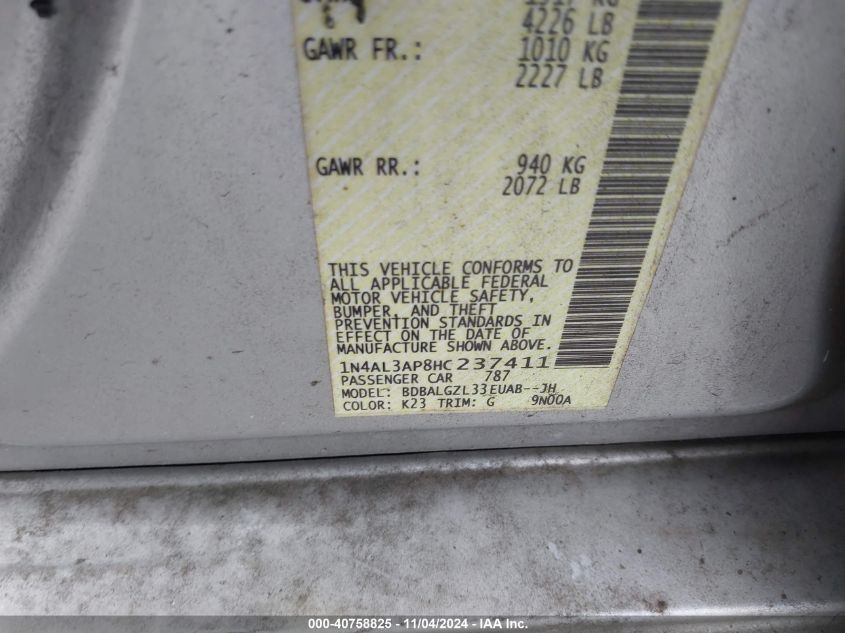 4226 LB
GAWR FR.: 1010 KG
2227 LB
GAWR RR.: 940 KG
2072 LB
THIS VEHICLE CONFORMS TO
ALL APPLICABLE FEDERAL
MOTOR VEHICLE SAFETY,
BUMPER, AND THEFT
PREVENTION STANDARDS IN
EFFECT ON THE DATE OF
MANUFACTURE SHOWN ABOVE.
1N4AL3AP8HC237411
PASSENGER CAR 787
MODEL: BDBALGZL33EUAB--JH
COLOR: K23 TRIM: G 9N00A
000-40758825 - 11/04/2024 - IAA Inc.